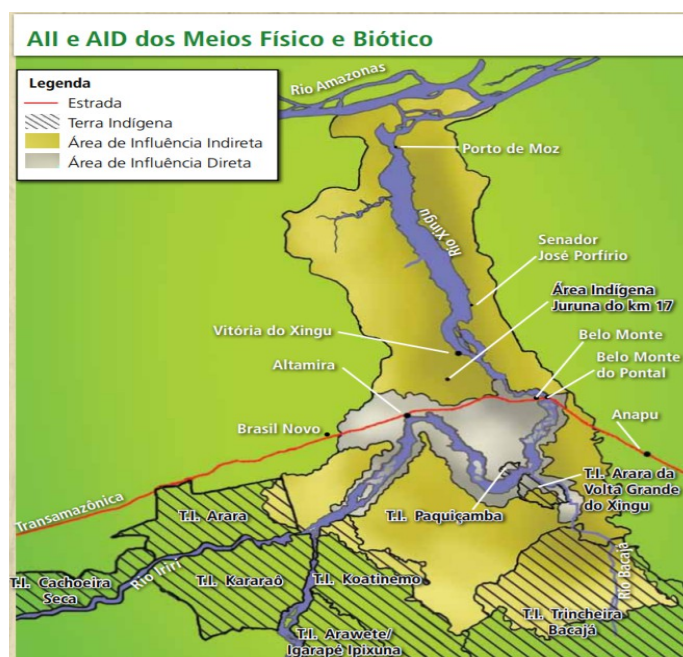 AII e AID dos Meios Físico e Biótico
Legenda
Estrada
Terra Indígena
Área de Influência Indireta
Área de Influência Direta
Rio Amazonas
Porto de Moz
Rio Xingu
Senador
José Porfírio
Área Indígena
Juruna do km 17
Vitória do Xingu
Belo Monte
Altamira
Belo Monte
do Pontal
Brasil Novo
Anapu
T.I. Arara da
Volta Grande
do Xingu
Transamazônica
T.I. Arara
T.I. Paquiçamba
T.I. Cachoeira
Seca
Rio Iriri
T.I. Kararaó
T.I. Koatinemo
Rio Bacajá
T.I. Trincheira
Bacajá
T.I. Arawete/
Igarapé Ipixuna